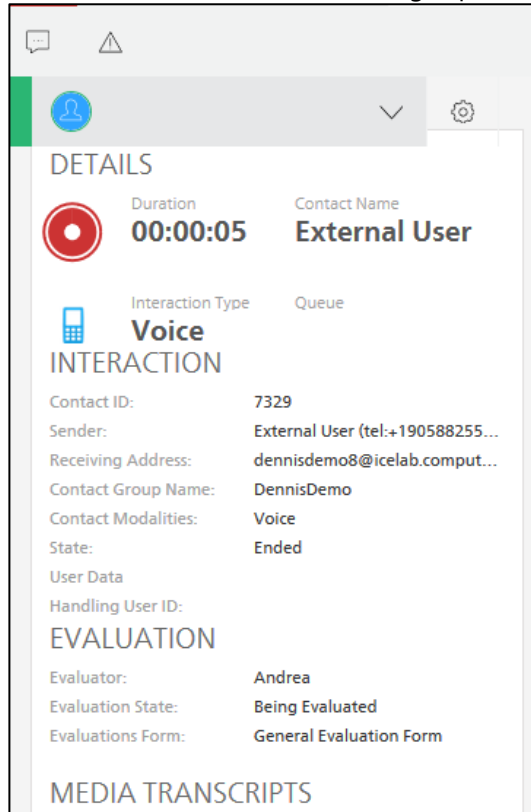 DETAILS
Duration Contact Name
00:00:05 External User
Interaction Type Queue
Voice
INTERACTION
Contact ID: 7329
Sender: External User (tel:+190588255...
Receiving Address: dennisdemo8@icelab.comput...
Contact Group Name: DennisDemo
Contact Modalities: Voice
State: Ended
User Data
Handling User ID:
EVALUATION
Evaluator: Andrea
Evaluation State: Being Evaluated
Evaluations Form: General Evaluation Form
MEDIA TRANSCRIPTS